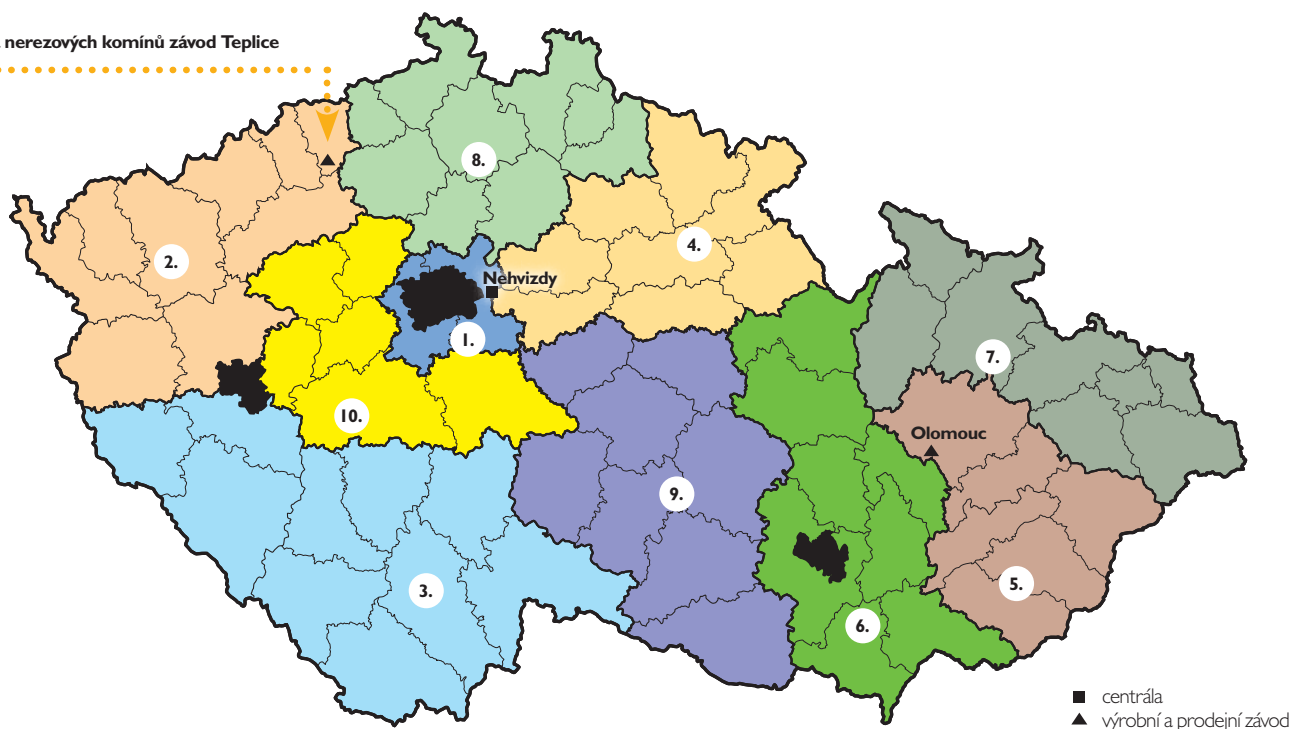 nerezových komínů závod Teplice
8.
4.
2.
Nehvizdy
1.
7.
10.
Olomouc
9.
3.
5.
6.
centrála
výrobní a prodejní závod